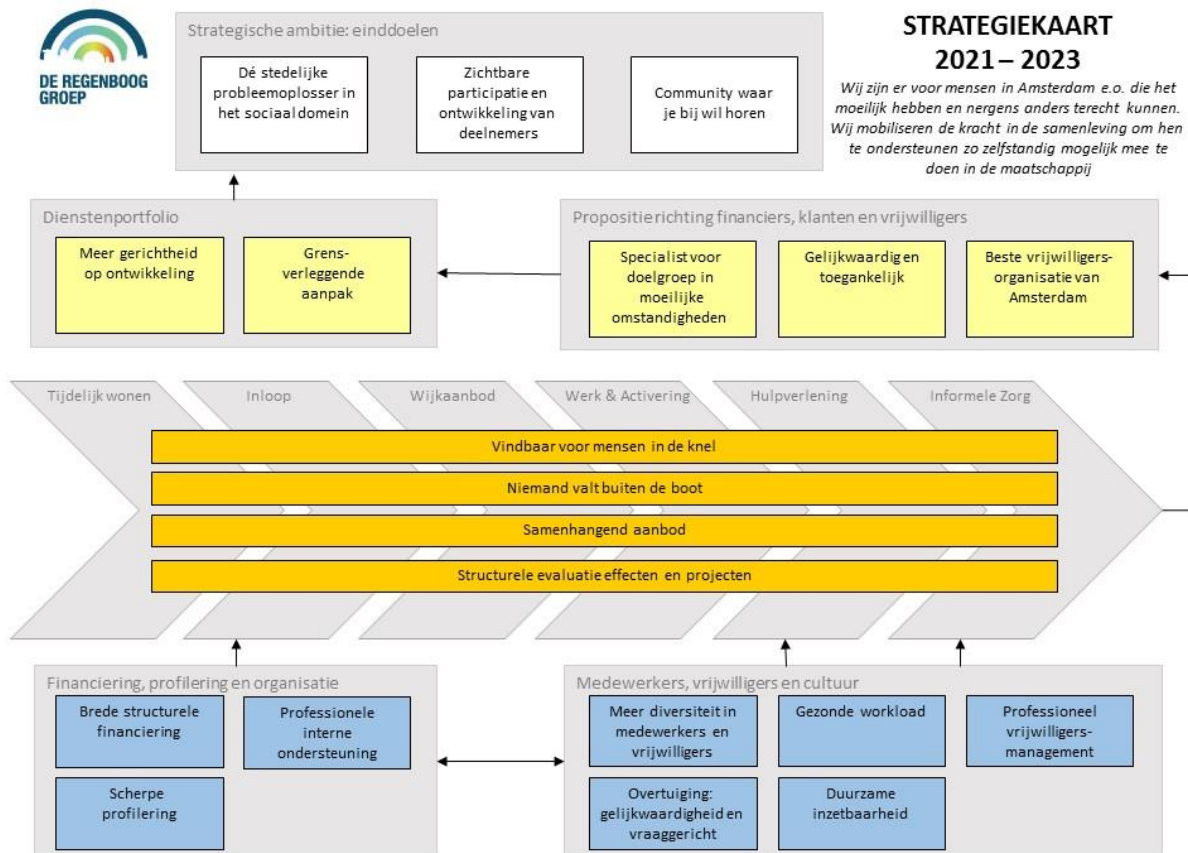 DE REGENBOOG
GROEP
Strategische ambitie: einddoelen
Dé stedelijke
probleemoplosser in
het sociaal domein
Zichtbare
participatie en
ontwikkeling van
deelnemers
Community waar
je bij wil horen
STRATEGIEKAART
2021 – 2023
Wij zijn er voor mensen in Amsterdam e.o. die het
moeilijk hebben en nergens anders terecht kunnen.
Wij mobiliseren de kracht in de samenleving om hen
te ondersteunen zo zelfstandig mogelijk mee te
doen in de maatschappij
Dienstenportfolio
Meer gerichtheid
op ontwikkeling
Grens-
verleggende
aanpak
Propositie richting financiers, klanten en vrijwilligers
Specialist voor
doelgroep in
moeilijke
omstandigheden
Gelijkwaardig en
toegankelijk
Beste vrijwilligers-
organisatie van
Amsterdam
Tijdelijk wonen
Inloop
Wijkaanbod
Werk & Activering
Hulpverlening
Informele Zorg
Vindbaar voor mensen in de knel
Niemand valt buiten de boot
Samenhangend aanbod
Structurele evaluatie effecten en projecten
Financiering, profilering en organisatie
Brede structurele
financiering
Professionele
interne
ondersteuning
Scherpe
profilering
Medewerkers, vrijwilligers en cultuur
Meer diversiteit in
medewerkers en
vrijwilligers
Gezonde workload
Professioneel
vrijwilligers-
management
Overtuiging:
gelijkwaardigheid en
vraaggericht
Duurzame
inzetbaarheid